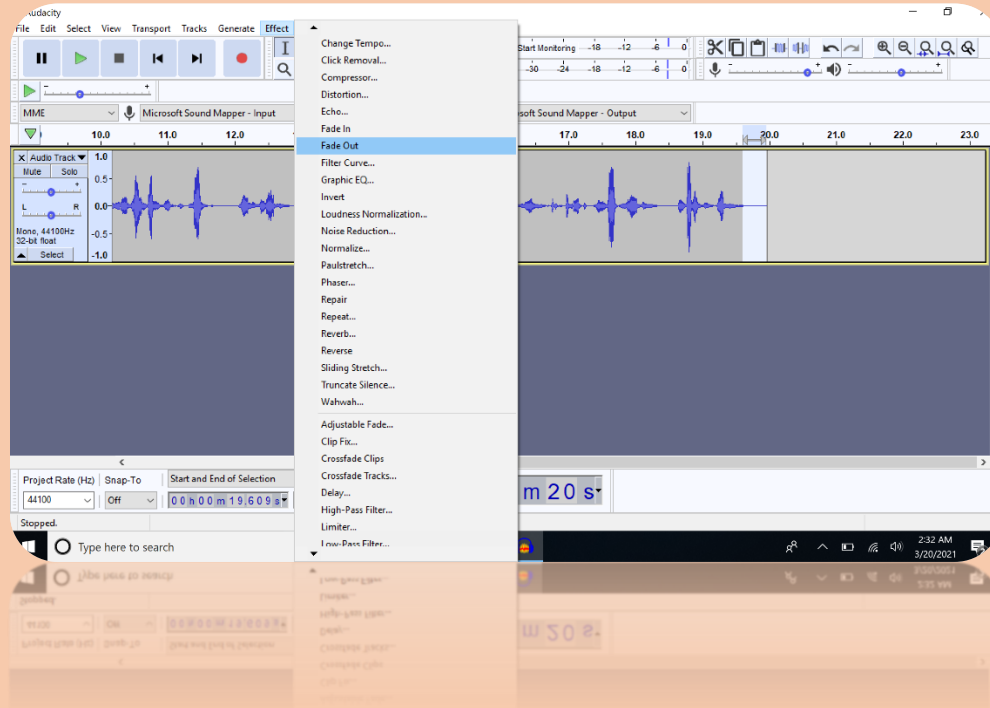 Audacity
File Edit Select View Transport Tracks Generate Effect
Change Tempo...
Click Removal...
Compressor...
Distortion...
Echo...
Fade In
Fade Out
Filter Curve...
Graphic EQ...
Invert
Loudness Normalization...
Noise Reduction...
Normalize...
Paulstretch...
Phaser...
Repair
Repeat...
Reverb...
Reverse
Sliding Stretch...
Truncate Silence...
Wahwah...
Adjustable Fade...
Clip Fix...
Crossfade Clips
Crossfade Tracks...
Delay...
High-Pass Filter...
Limiter...
Low-Pass Filter...
Start Monitoring -18 -12 -6 0
-30 -24 -18 -12 -6 0
MME Microsoft Sound Mapper - Input
soft Sound Mapper - Output
10.0 11.0 12.0 17.0 18.0 19.0 20.0 21.0 22.0 23.0
X Audio Track 1.0
Mute Solo
0.5
L R 0.0
Mono, 44100Hz
32-bit float
-0.5
Select -1.0
Project Rate (Hz) Snap-To Start and End of Selection
44100 Off 00h00m19.609s
m 20 s
Stopped.
Type here to search
2:32 AM
3/20/2021